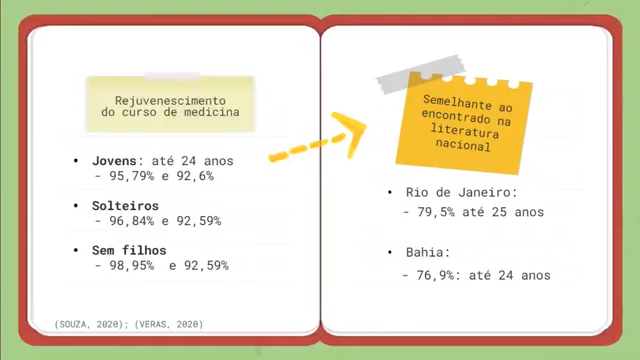 Rejuvenescimento
do curso de medicina
• Jovens: até 24 anos
- 95,79% e 92,6%
• Solteiros
- 96,84% e 92,59%
• Sem filhos
- 98,95% e 92,59%
(SOUZA, 2020); (VERAS, 2020)
Semelhante ao
encontrado na
literatura
nacional
• Rio de Janeiro:
- 79,5% até 25 anos
• Bahia:
- 76,9%: até 24 anos